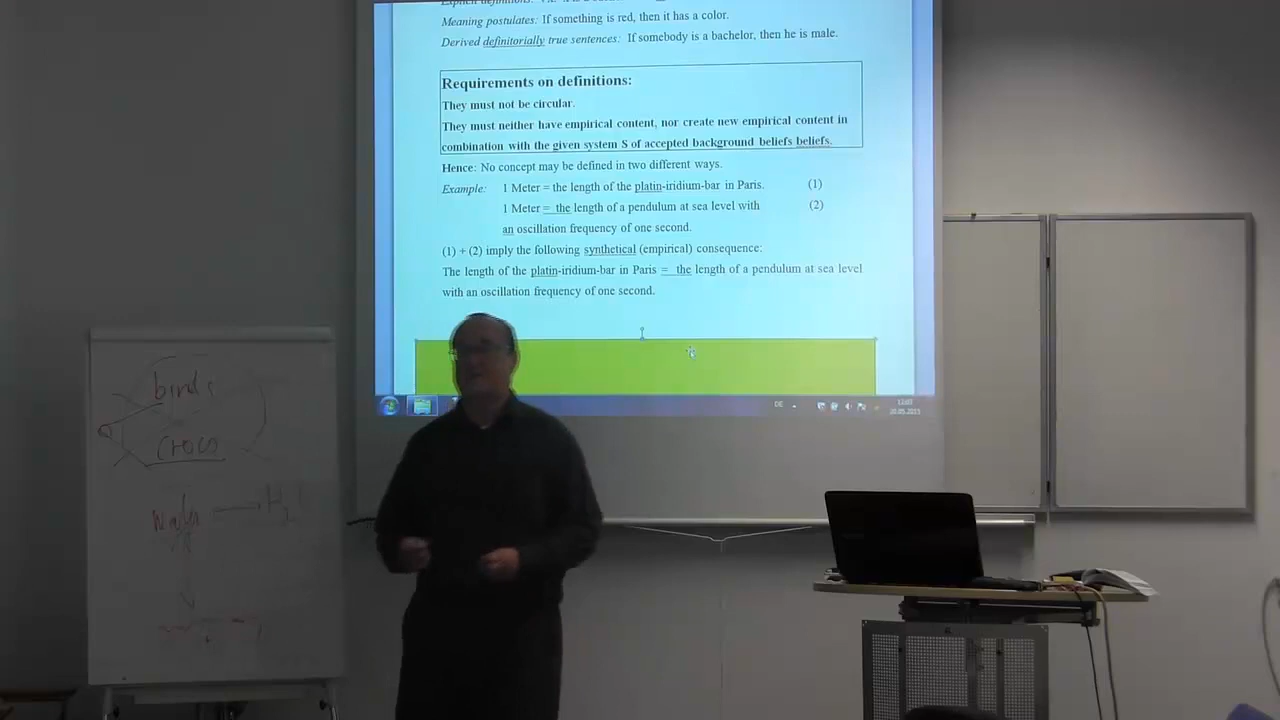 Meaning postulates: If something is red, then it has a color.
Derived definitorially true sentences: If somebody is a bachelor, then he is male.
Requirements on definitions:
They must not be circular.
They must neither have empirical content, nor create new empirical content in
combination with the given system S of accepted background beliefs beliefs.
Hence: No concept may be defined in two different ways.
Example: 1 Meter = the length of the platin-iridium-bar in Paris. (1)
1 Meter = the length of a pendulum at sea level with (2)
an oscillation frequency of one second.
(1) + (2) imply the following synthetical (empirical) consequence:
The length of the platin-iridium-bar in Paris = the length of a pendulum at sea level
with an oscillation frequency of one second.
DE
birds
crocs
water